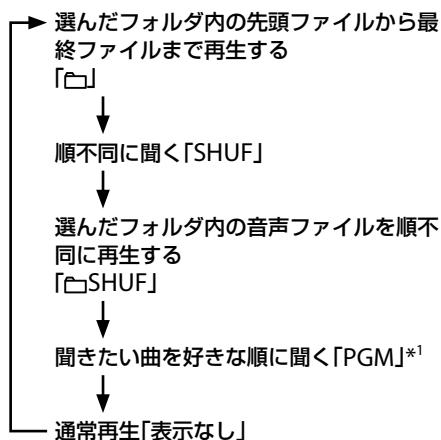 選んだフォルダ内の先頭ファイルから最
終ファイルまで再生する
「🗀」
順不同に聞く「SHUF」
選んだフォルダ内の音声ファイルを順不
同に再生する
「🗀SHUF」
聞きたい曲を好きな順に聞く「PGM」*1
通常再生「表示なし」